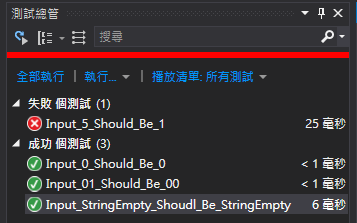 測試總管
搜尋
全部執行 | 執行... | 播放清單: 所有測試
失敗 個測試 (1)
Input_5_Should_Be_1 25 毫秒
成功 個測試 (3)
Input_0_Should_Be_0 < 1 毫秒
Input_01_Should_Be_00 < 1 毫秒
Input_StringEmpty_Shoudl_Be_StringEmpty 6 毫秒